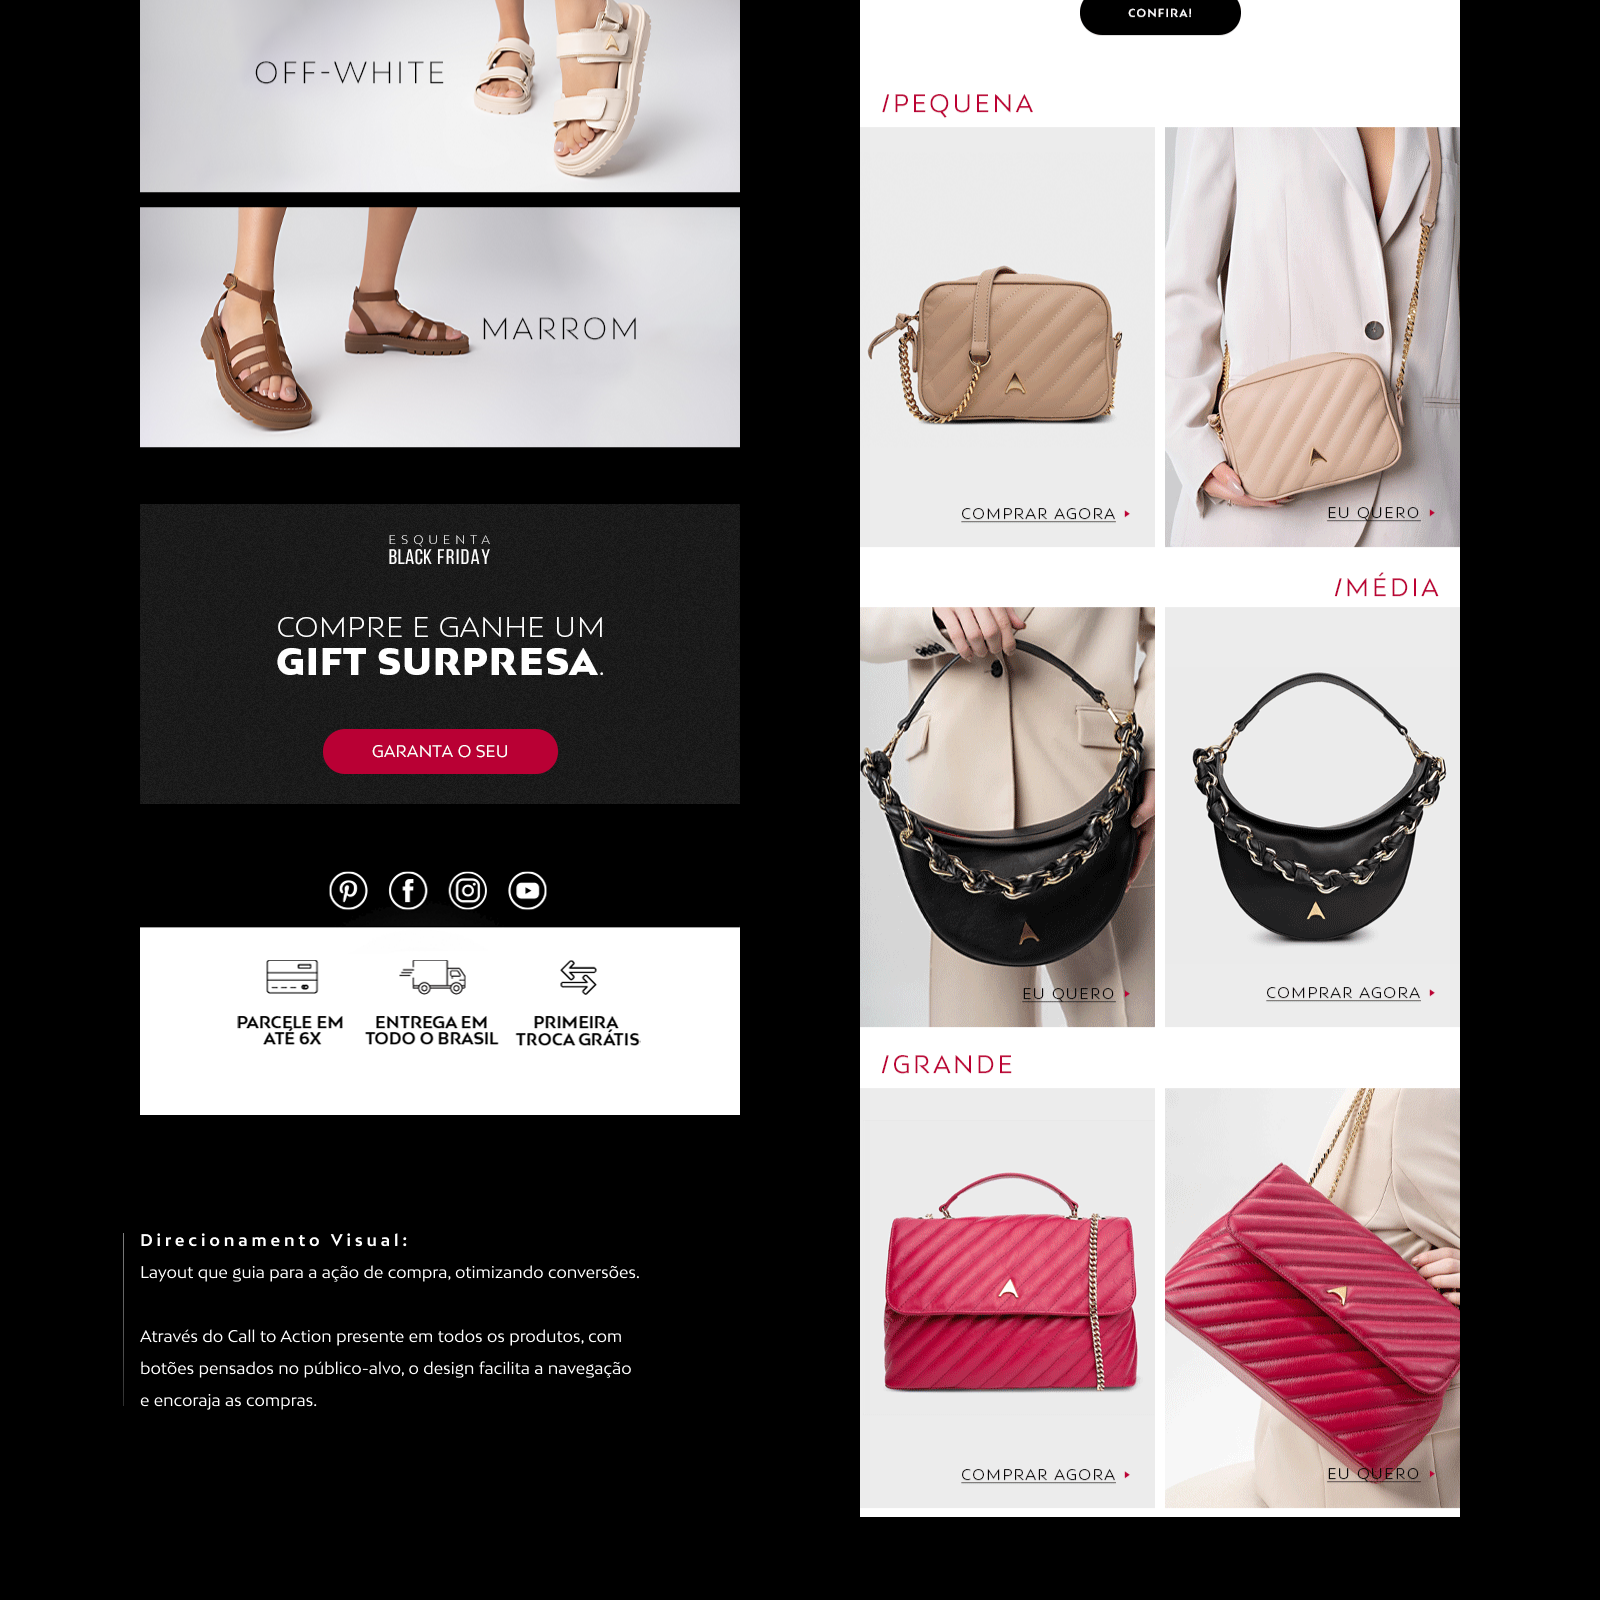 OFF-WHITE
MARROM
ESQUENTA
BLACK FRIDAY
COMPRE E GANHE UM
GIFT SURPRESA.
GARANTA O SEU
PARCELE EM
ATÉ 6X
ENTREGA EM
TODO O BRASIL
PRIMEIRA
TROCA GRÁTIS
Direcionamento Visual:
Layout que guia para a ação de compra, otimizando conversões.
Através do Call to Action presente em todos os produtos, com
botões pensados no público-alvo, o design facilita a navegação
e encoraja as compras.
CONFIRA!
/PEQUENA
COMPRAR AGORA
EU QUERO
/MÉDIA
EU QUERO
COMPRAR AGORA
/GRANDE
COMPRAR AGORA
EU QUERO